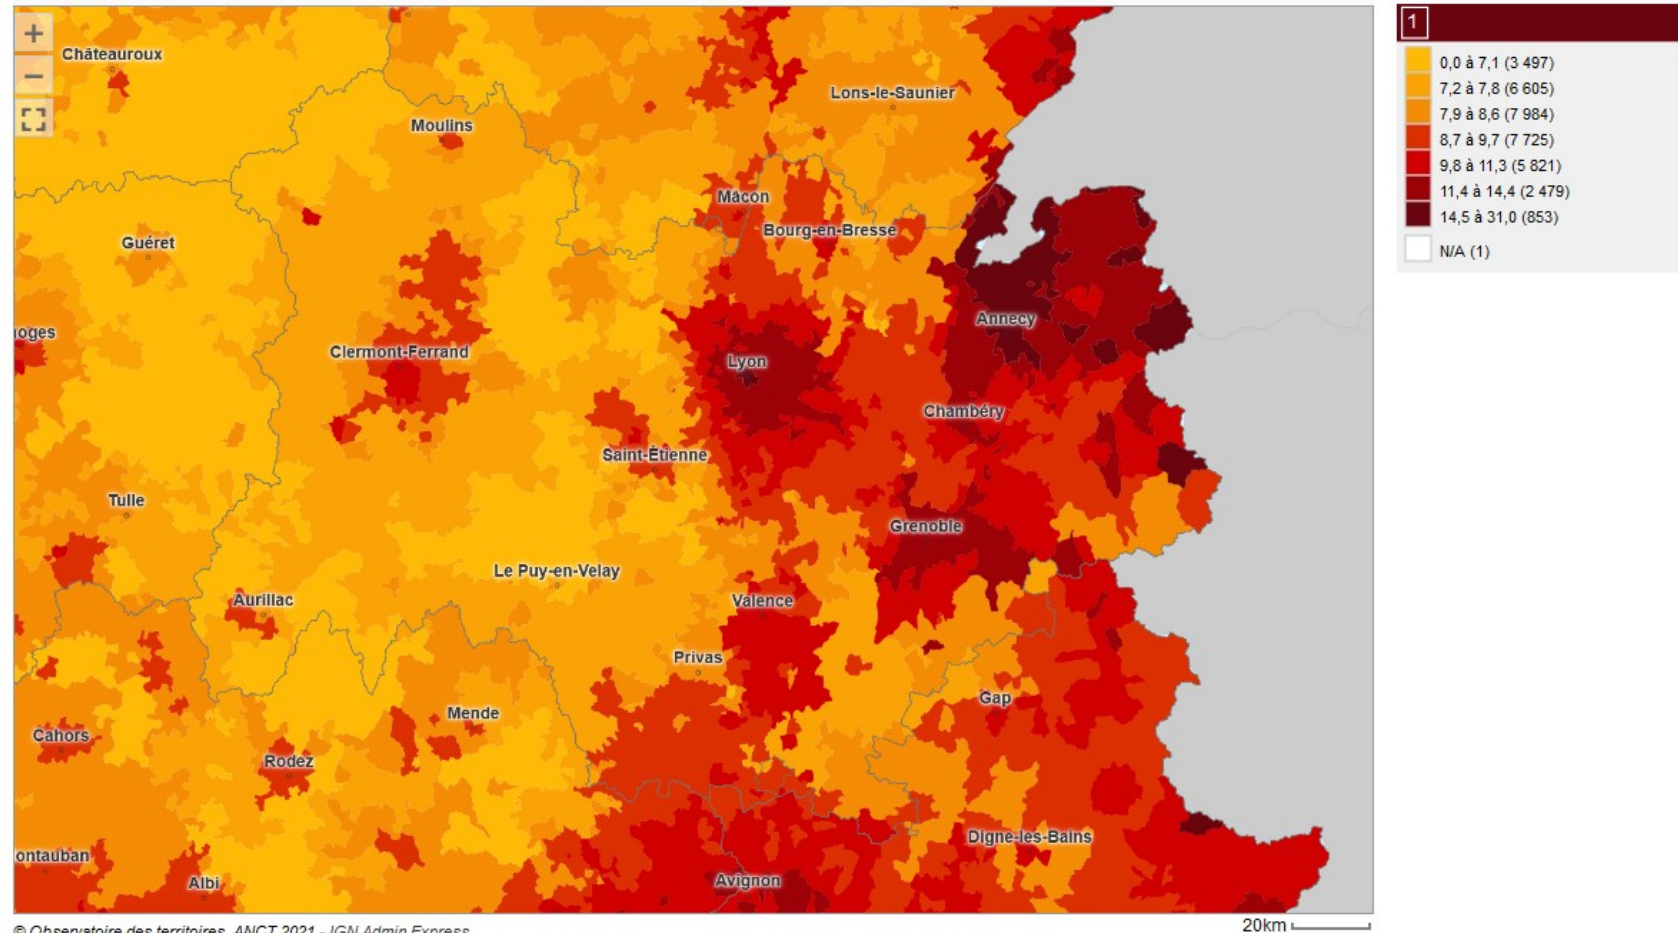 +
−
Châteauroux
Lons-le-Saunier
Moulins
Mâcon
Bourg-en-Bresse
Guéret
Annecy
oges
Clermont-Ferrand
Lyon
Chambéry
Saint-Étienne
Tulle
Grenoble
Le Puy-en-Velay
Aurillac
Valence
Privas
Gap
Mende
Cahors
Rodez
Digne-les-Bains
ontauban
Albi
Avignon
1
0,0 à 7,1 (3 497)
7,2 à 7,8 (6 605)
7,9 à 8,6 (7 984)
8,7 à 9,7 (7 725)
9,8 à 11,3 (5 821)
11,4 à 14,4 (2 479)
14,5 à 31,0 (853)
N/A (1)
© Observatoire des territoires, ANCT 2021 - IGN Admin Express
20km